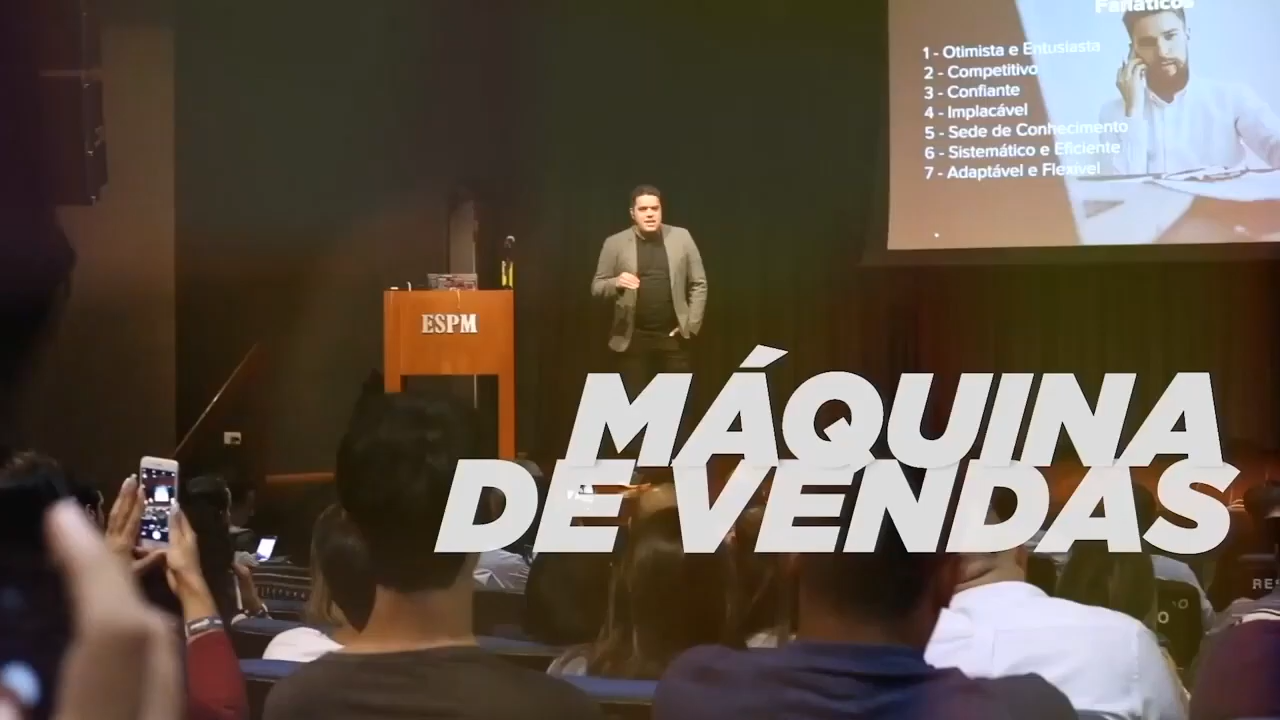 Fanáticos
1 - Otimista e Entusiasta
2 - Competitivo
3 - Confiante
4 - Implacável
5 - Sede de Conhecimento
6 - Sistemático e Eficiente
7 - Adaptável e Flexível
ESPM
MÁQUINA
DE VENDAS